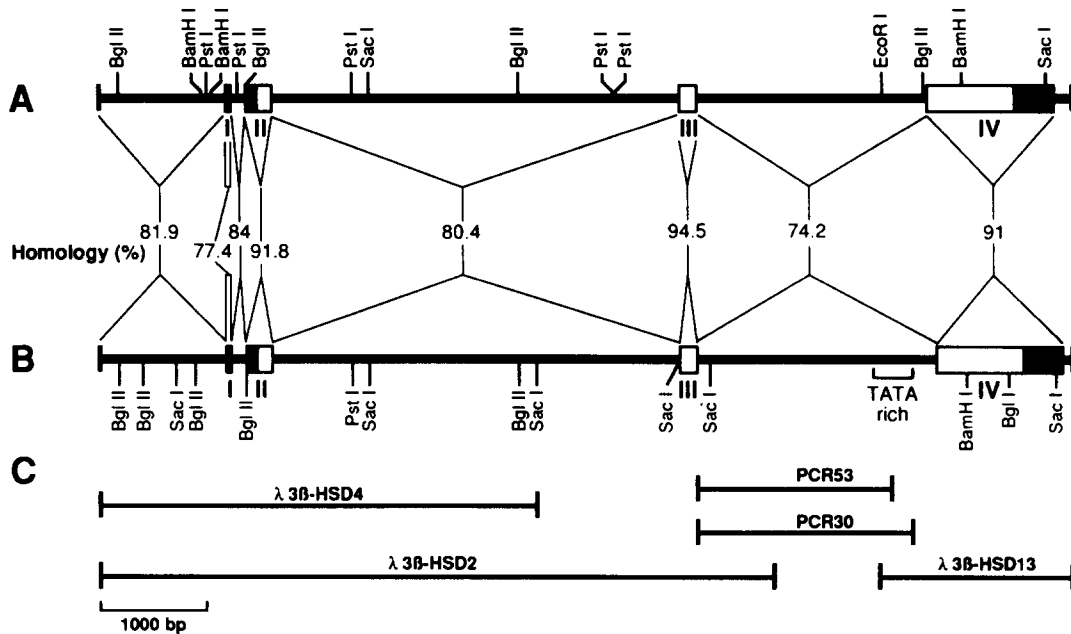 Bgl II
BamH I
Pst I
BamH I
Pst I
Bgl II
Pst I
Sac I
Bgl II
Pst I
Pst I
EcoR I
Bgl II
BamH I
Sac I
A
I
II
III
IV
Homology (%)
81.9
77.4
84
91.8
80.4
94.5
74.2
91
B
I
II
III
IV
Bgl II
Bgl II
Sac I
Bgl II
Bgl II
Pst I
Sac I
Bgl II
Sac I
Sac I
Sac I
TATA
rich
BamH I
Bgl I
Sac I
C
λ 3ß-HSD4
PCR53
PCR30
λ 3ß-HSD2
λ 3ß-HSD13
1000 bp